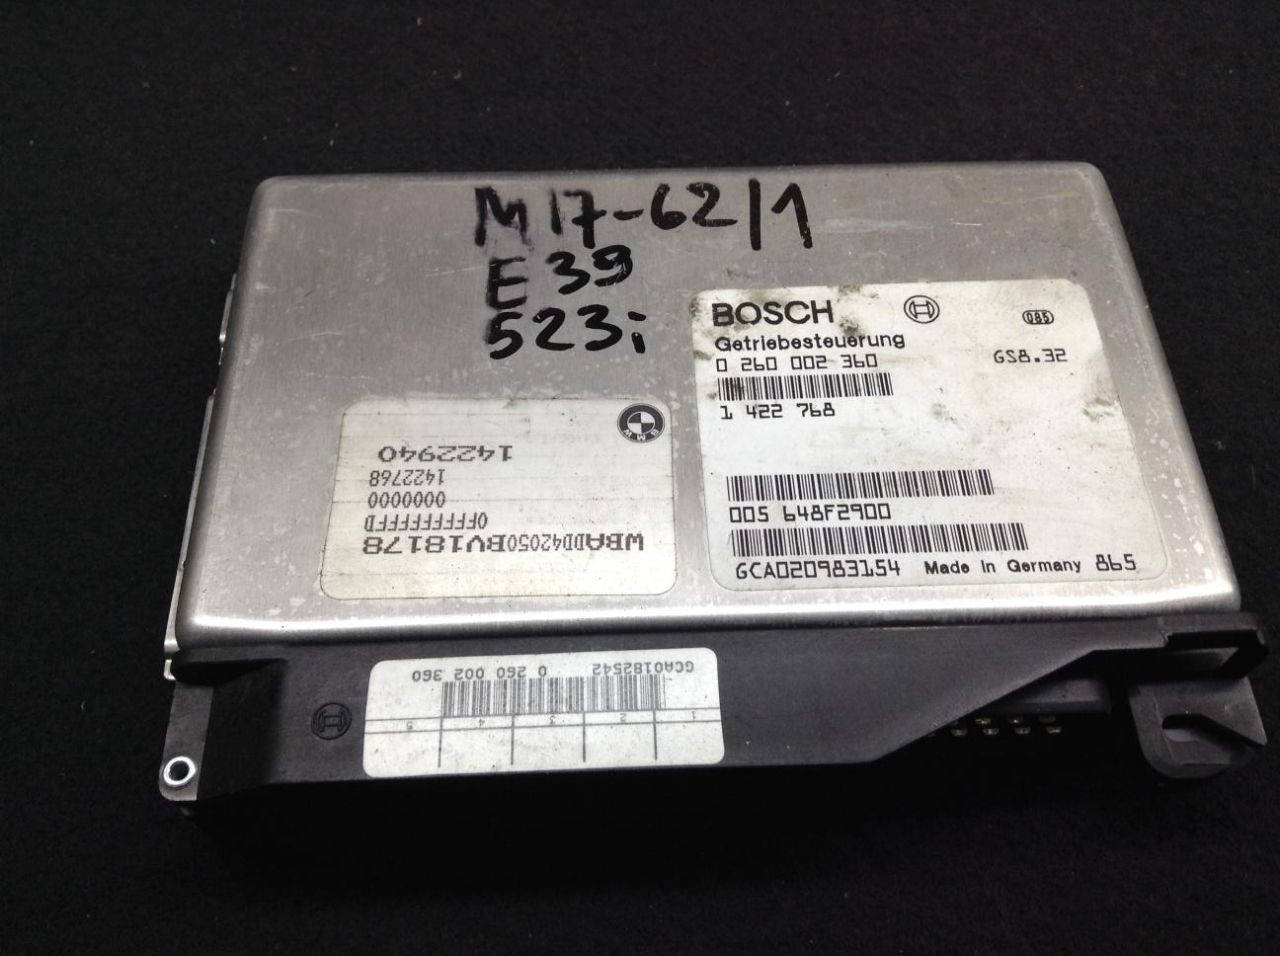 M17-62/1
E39
523i
BOSCH
085
Getriebesteuerung
0 260 002 360
GS8.32
1 422 768
005 648F2900
GCA020983154 Made in Germany 865
BMW
WBADD42050BV18178
0FFFFFFFFD
0000000
1422768
1422940
1 2 3 4 5
GCA0182542 0 260 002 360